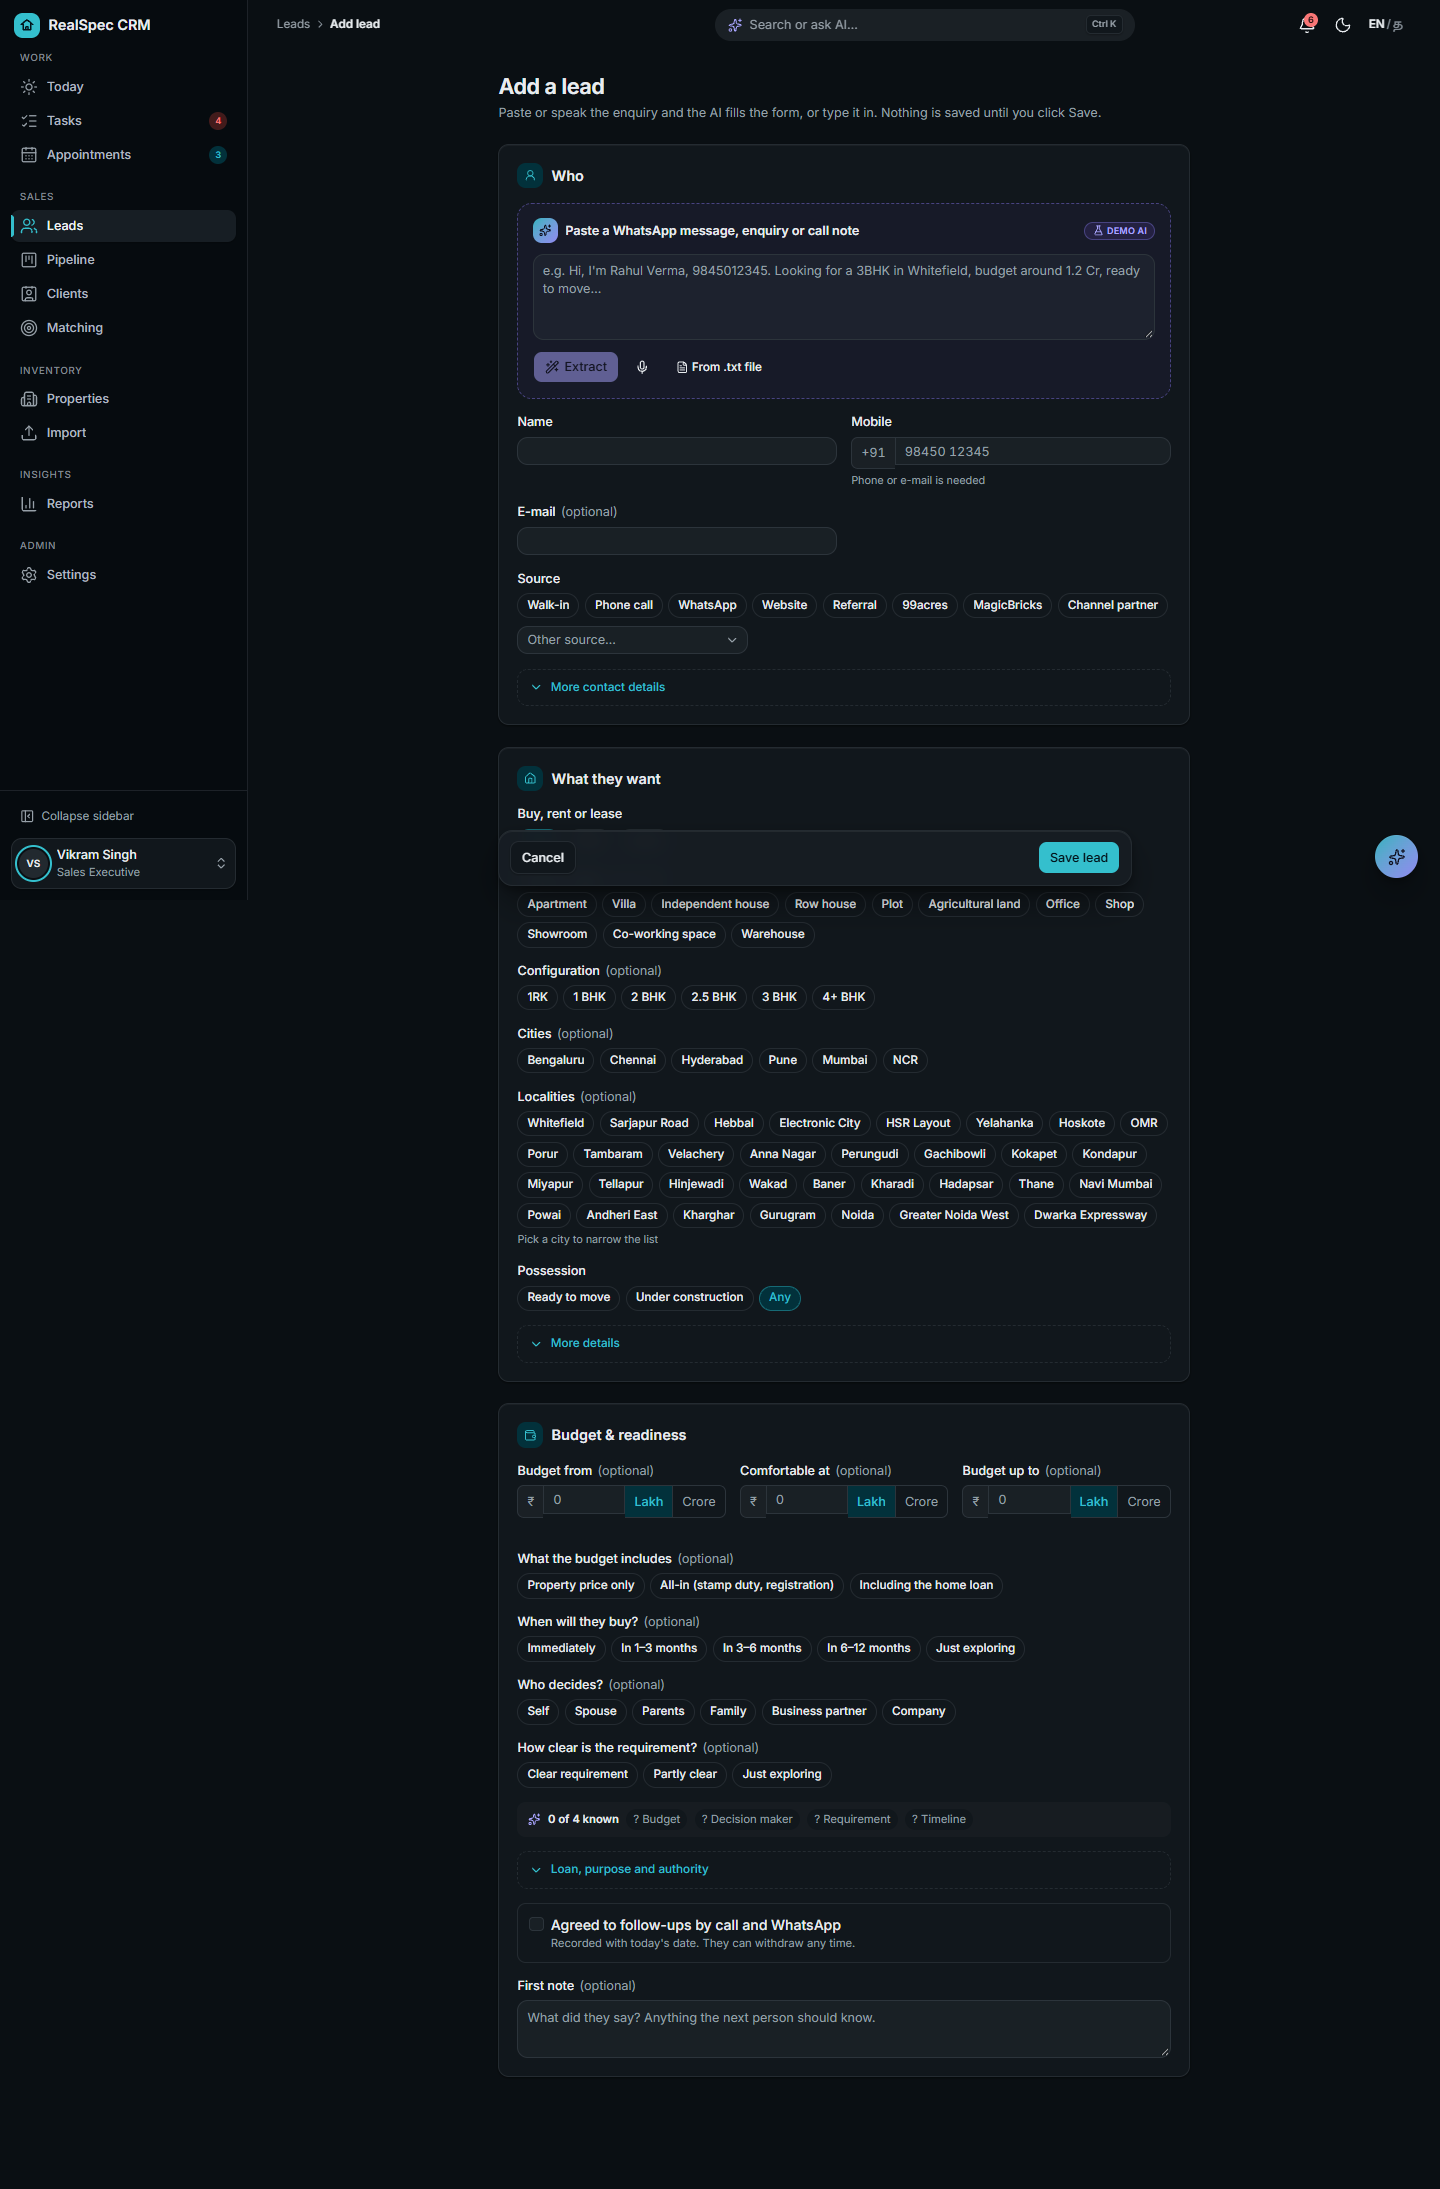 RealSpec CRM
Leads > Add lead
Search or ask AI... Ctrl K
6
EN / த
WORK
Today
Tasks 4
Appointments 3
SALES
Leads
Pipeline
Clients
Matching
INVENTORY
Properties
Import
INSIGHTS
Reports
ADMIN
Settings
Collapse sidebar
VS Vikram Singh
Sales Executive
Add a lead
Paste or speak the enquiry and the AI fills the form, or type it in. Nothing is saved until you click Save.
Who
Paste a WhatsApp message, enquiry or call note DEMO AI
e.g. Hi, I'm Rahul Verma, 9845012345. Looking for a 3BHK in Whitefield, budget around 1.2 Cr, ready
to move...
Extract From .txt file
Name Mobile
+91 98450 12345
Phone or e-mail is needed
E-mail (optional)
Source
Walk-in Phone call WhatsApp Website Referral 99acres MagicBricks Channel partner
Other source...
More contact details
What they want
Buy, rent or lease
Cancel Save lead
Apartment Villa Independent house Row house Plot Agricultural land Office Shop
Showroom Co-working space Warehouse
Configuration (optional)
1RK 1 BHK 2 BHK 2.5 BHK 3 BHK 4+ BHK
Cities (optional)
Bengaluru Chennai Hyderabad Pune Mumbai NCR
Localities (optional)
Whitefield Sarjapur Road Hebbal Electronic City HSR Layout Yelahanka Hoskote OMR
Porur Tambaram Velachery Anna Nagar Perungudi Gachibowli Kokapet Kondapur
Miyapur Tellapur Hinjewadi Wakad Baner Kharadi Hadapsar Thane Navi Mumbai
Powai Andheri East Kharghar Gurugram Noida Greater Noida West Dwarka Expressway
Pick a city to narrow the list
Possession
Ready to move Under construction Any
More details
Budget & readiness
Budget from (optional) Comfortable at (optional) Budget up to (optional)
₹ 0 Lakh Crore ₹ 0 Lakh Crore ₹ 0 Lakh Crore
What the budget includes (optional)
Property price only All-in (stamp duty, registration) Including the home loan
When will they buy? (optional)
Immediately In 1–3 months In 3–6 months In 6–12 months Just exploring
Who decides? (optional)
Self Spouse Parents Family Business partner Company
How clear is the requirement? (optional)
Clear requirement Partly clear Just exploring
0 of 4 known ? Budget ? Decision maker ? Requirement ? Timeline
Loan, purpose and authority
Agreed to follow-ups by call and WhatsApp
Recorded with today's date. They can withdraw any time.
First note (optional)
What did they say? Anything the next person should know.